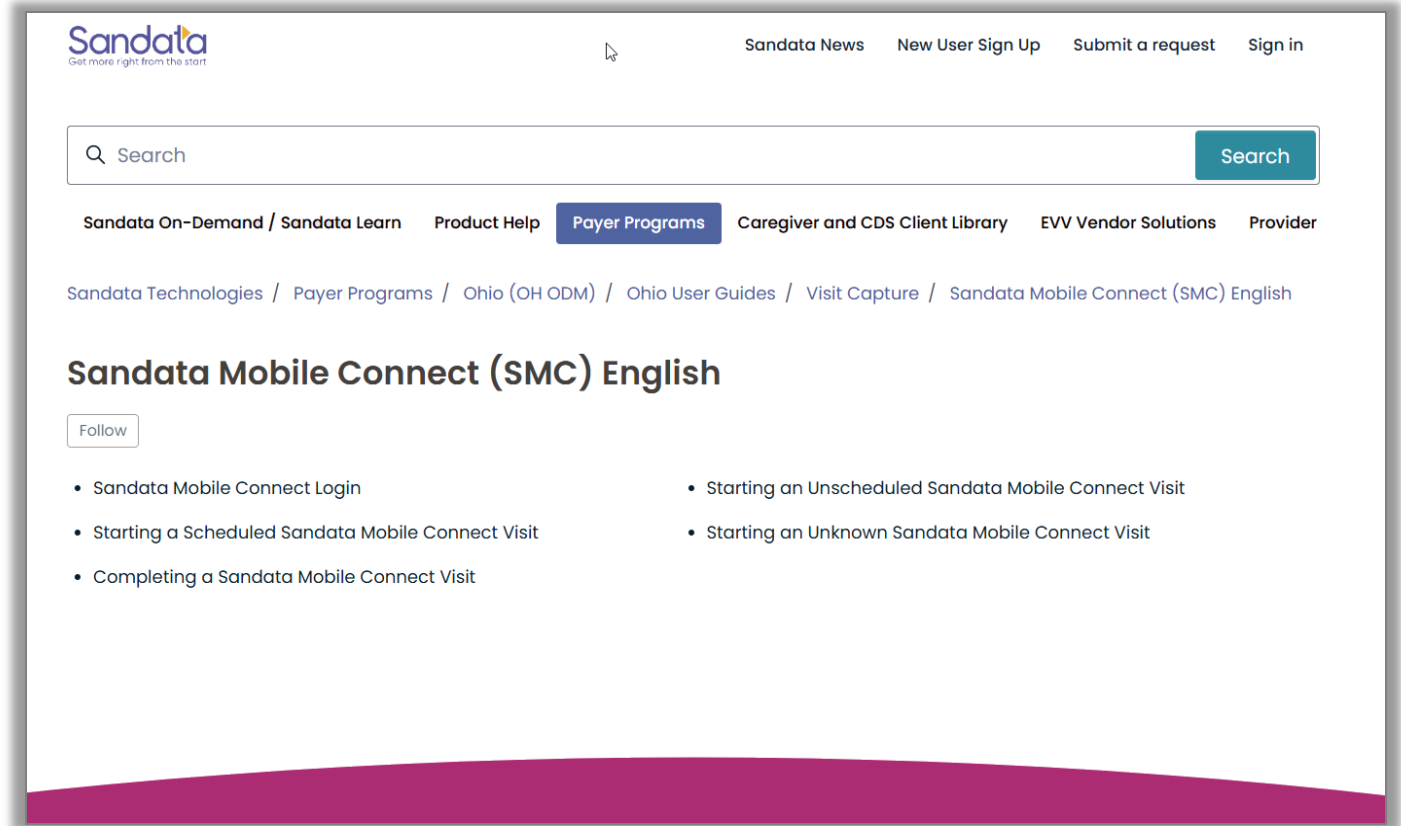 Sandata
Get more right from the start
Sandata News New User Sign Up Submit a request Sign in
Search Search
Sandata On-Demand / Sandata Learn Product Help Payer Programs Caregiver and CDS Client Library EVV Vendor Solutions Provider
Sandata Technologies / Payer Programs / Ohio (OH ODM) / Ohio User Guides / Visit Capture / Sandata Mobile Connect (SMC) English
Sandata Mobile Connect (SMC) English
Follow
• Sandata Mobile Connect Login
• Starting an Unscheduled Sandata Mobile Connect Visit
• Starting a Scheduled Sandata Mobile Connect Visit
• Starting an Unknown Sandata Mobile Connect Visit
• Completing a Sandata Mobile Connect Visit